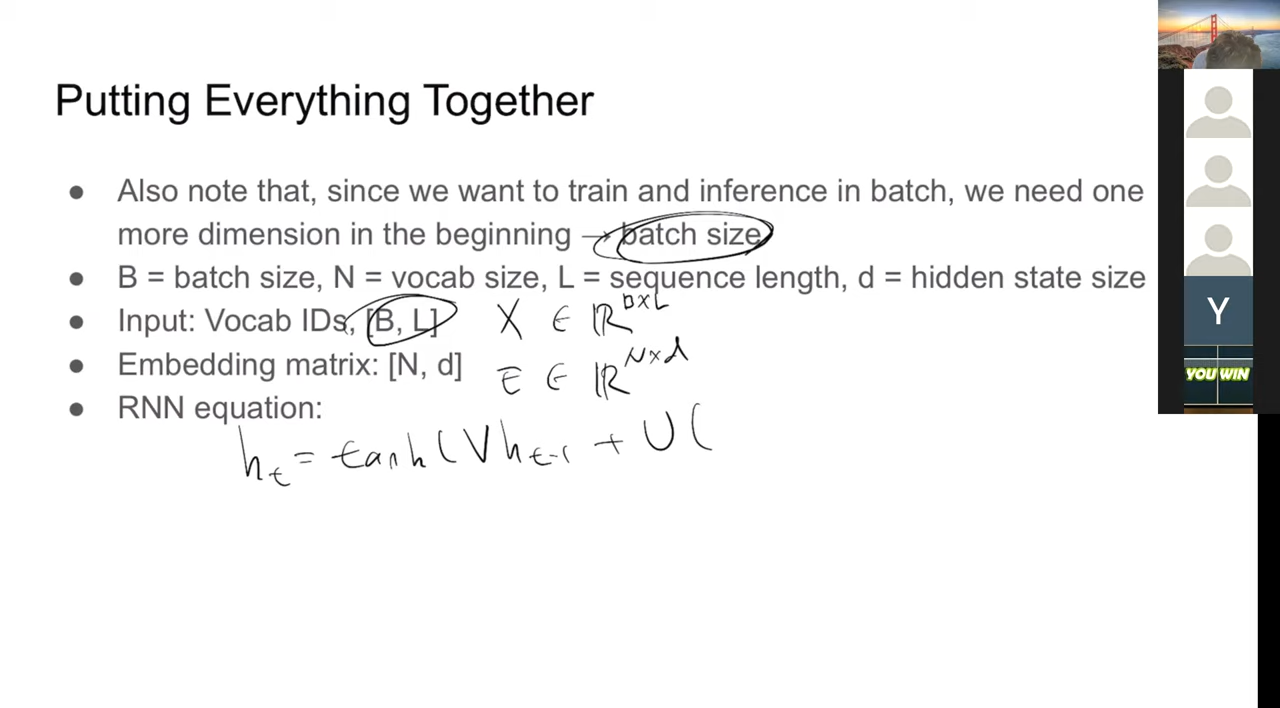 Putting Everything Together
● Also note that, since we want to train and inference in batch, we need one
more dimension in the beginning → batch size
● B = batch size, N = vocab size, L = sequence length, d = hidden state size
● Input: Vocab IDs, [B, L] X ∈ ℝ^{B×L}
● Embedding matrix: [N, d] E ∈ ℝ^{N×d}
● RNN equation:
h_t = tanh(V h_{t-1} + U(
Y
YOU WIN